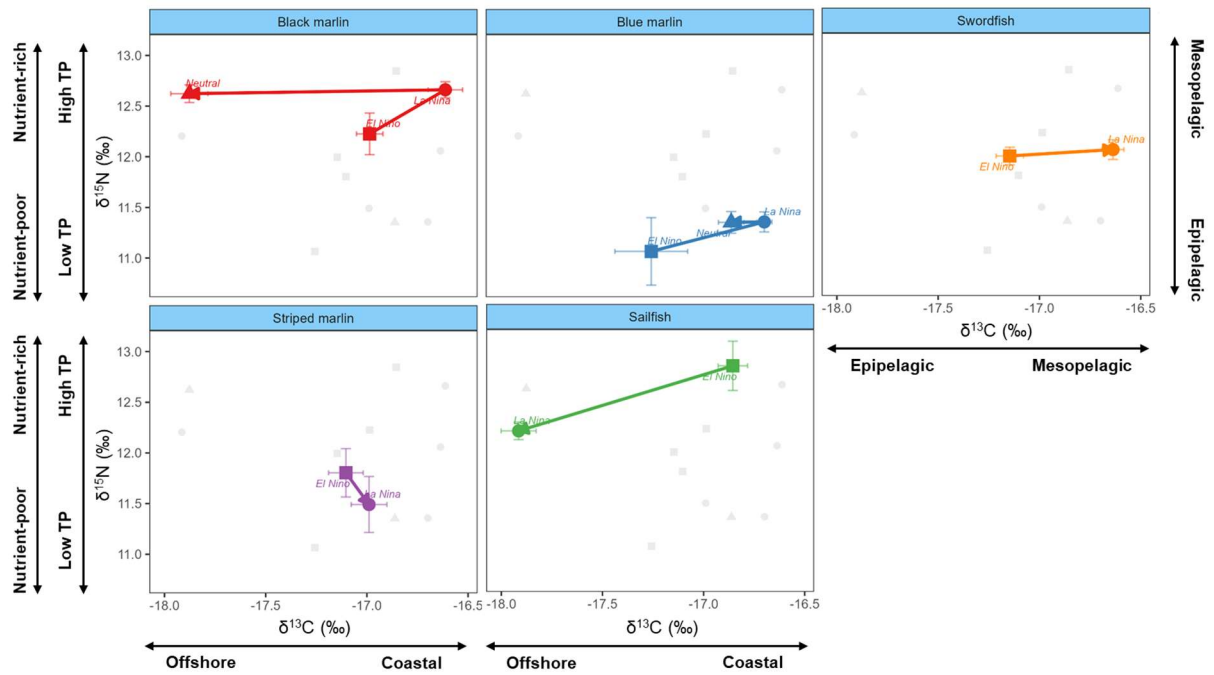 Black marlin
Blue marlin
Swordfish
Nutrient-rich
Nutrient-poor
High TP
Low TP
δ15N (‰)
13.0
12.5
12.0
11.5
11.0
Neutral
La Nina
El Nino
El Nino
Neutral
La Nina
El Nino
La Nina
Mesopelagic
Epipelagic
-18.0
-17.5
-17.0
-16.5
δ13C (‰)
Epipelagic
Mesopelagic
Striped marlin
Sailfish
Nutrient-rich
Nutrient-poor
High TP
Low TP
δ15N (‰)
13.0
12.5
12.0
11.5
11.0
El Nino
La Nina
La Nina
El Nino
-18.0
-17.5
-17.0
-16.5
-18.0
-17.5
-17.0
-16.5
δ13C (‰)
δ13C (‰)
Offshore
Coastal
Offshore
Coastal